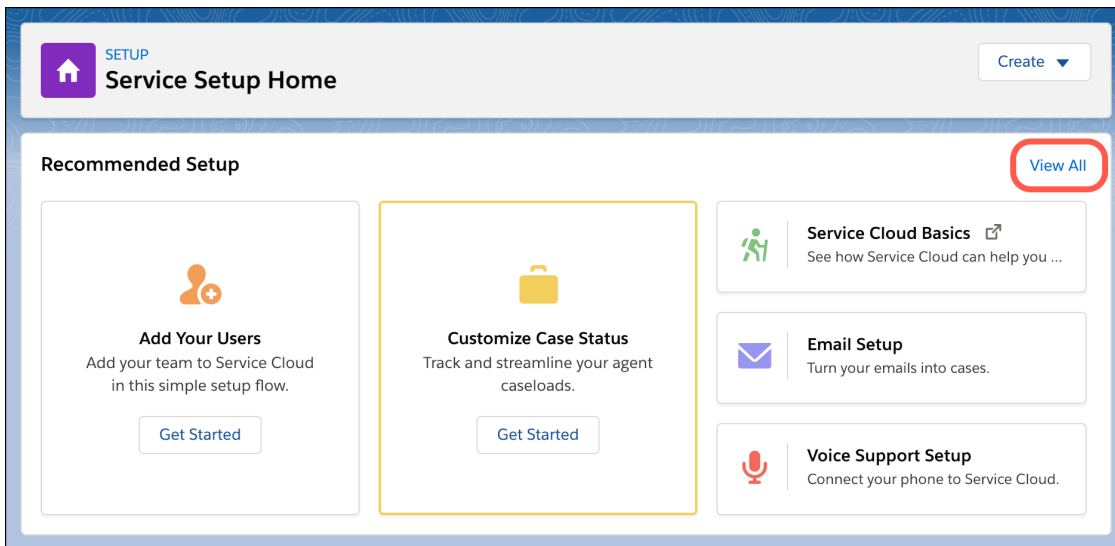 SETUP
Service Setup Home
Create
Recommended Setup
View All
Add Your Users
Add your team to Service Cloud
in this simple setup flow.
Get Started
Customize Case Status
Track and streamline your agent
caseloads.
Get Started
Service Cloud Basics
See how Service Cloud can help you ...
Email Setup
Turn your emails into cases.
Voice Support Setup
Connect your phone to Service Cloud.